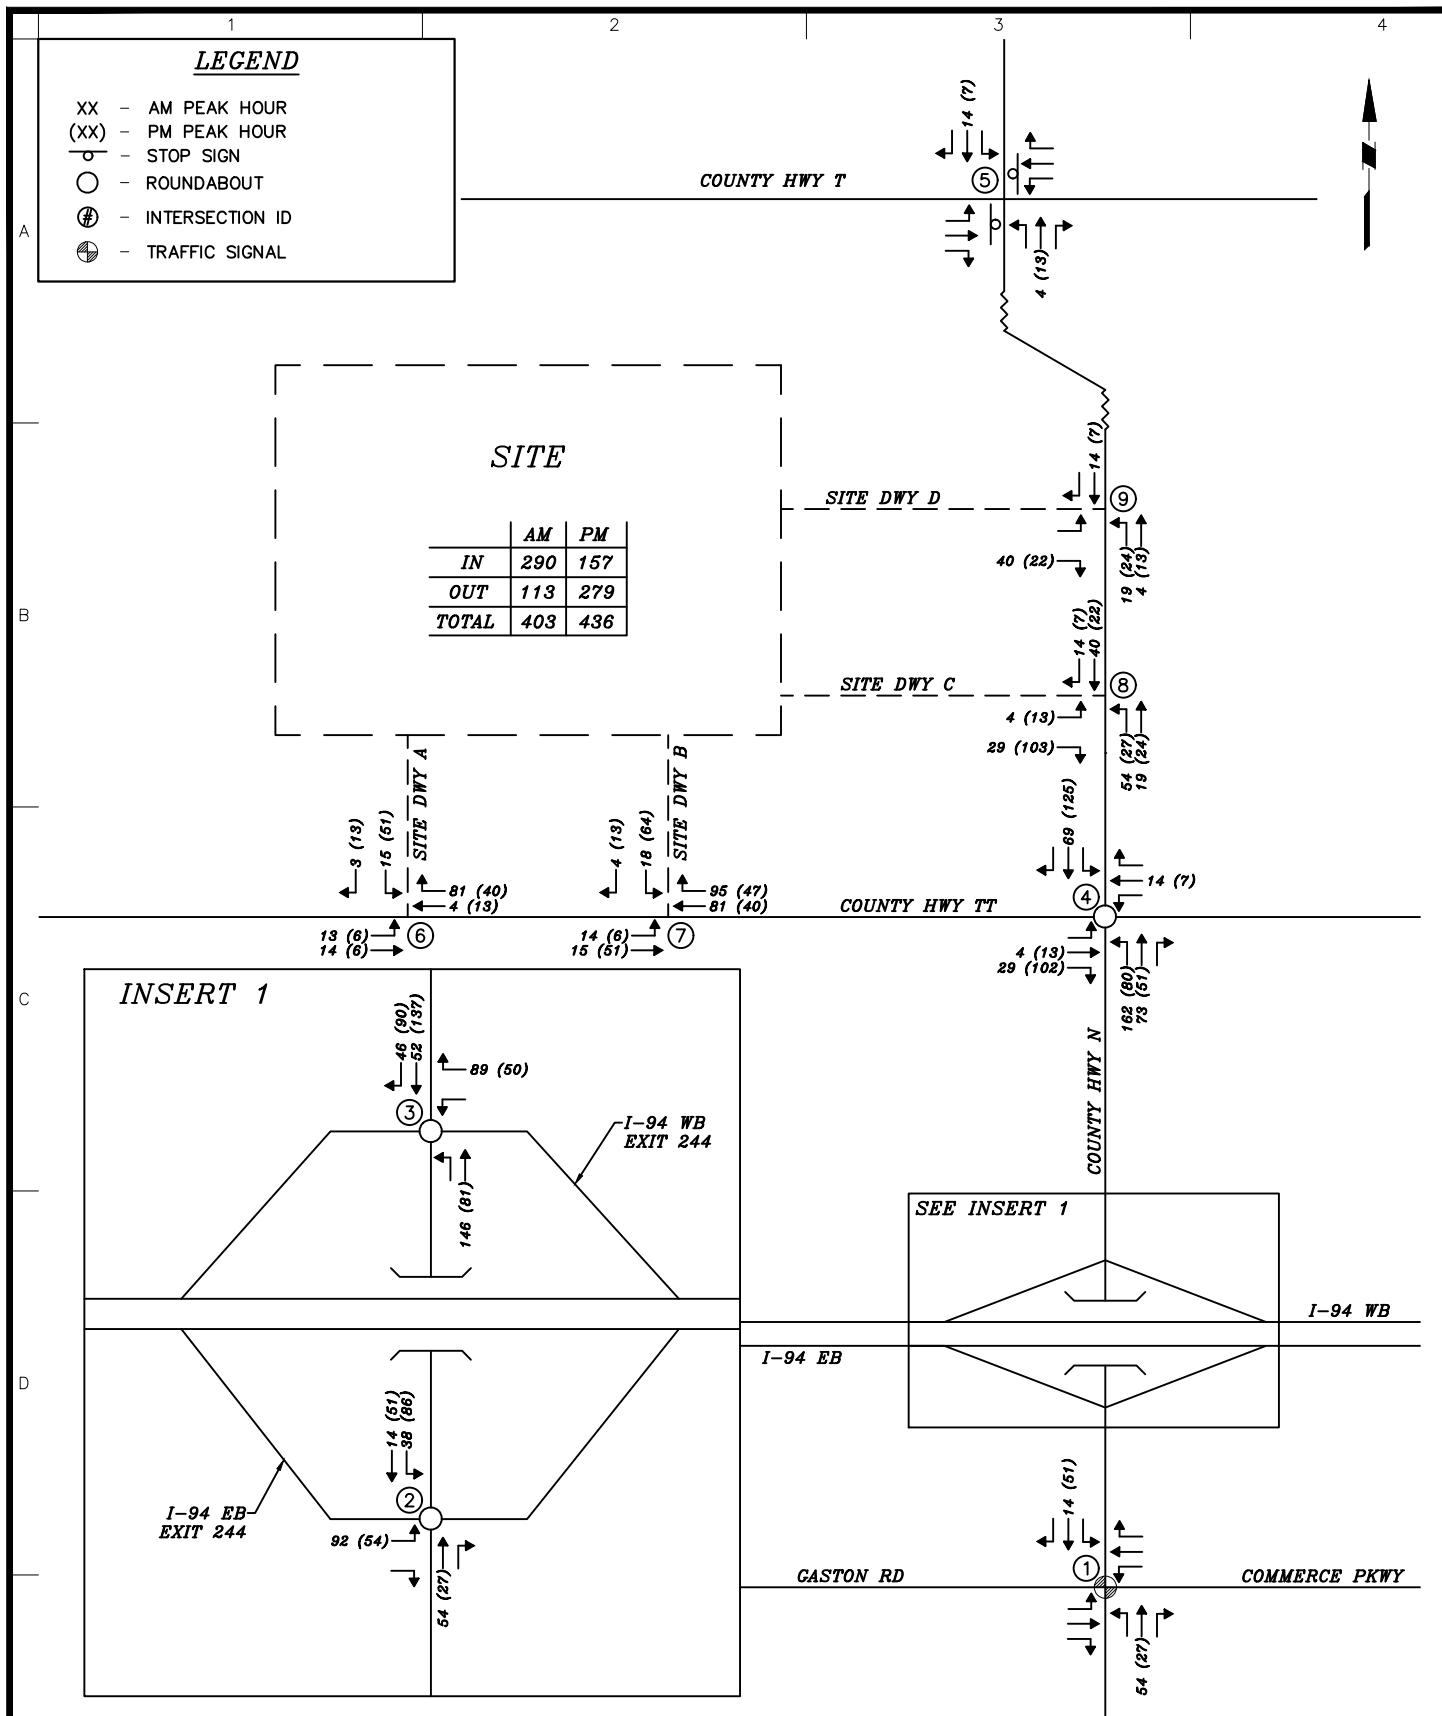 1 2 3 4
LEGEND
XX - AM PEAK HOUR
(XX) - PM PEAK HOUR
- STOP SIGN
- ROUNDABOUT
# - INTERSECTION ID
- TRAFFIC SIGNAL
A
B
C
D
14 (7)
COUNTY HWY T
5
4 (13)
SITE
AM PM
IN 290 157
OUT 113 279
TOTAL 403 436
14 (7)
SITE DWY D
9
40 (22)
19 (24)
4 (13)
14 (7)
40 (22)
SITE DWY C
8
4 (13)
29 (103)
54 (27)
19 (24)
SITE DWY A
3 (13)
15 (51)
81 (40)
4 (13)
13 (6)
14 (6)
6
SITE DWY B
4 (13)
18 (64)
95 (47)
81 (40)
14 (6)
15 (51)
7
COUNTY HWY TT
69 (125)
14 (7)
4
4 (13)
29 (102)
162 (80)
73 (51)
COUNTY HWY N
INSERT 1
46 (90)
52 (137)
89 (50)
3
I-94 WB
EXIT 244
146 (81)
14 (51)
38 (86)
2
I-94 EB
EXIT 244
92 (54)
54 (27)
SEE INSERT 1
I-94 WB
I-94 EB
14 (51)
1
GASTON RD
COMMERCE PKWY
54 (27)